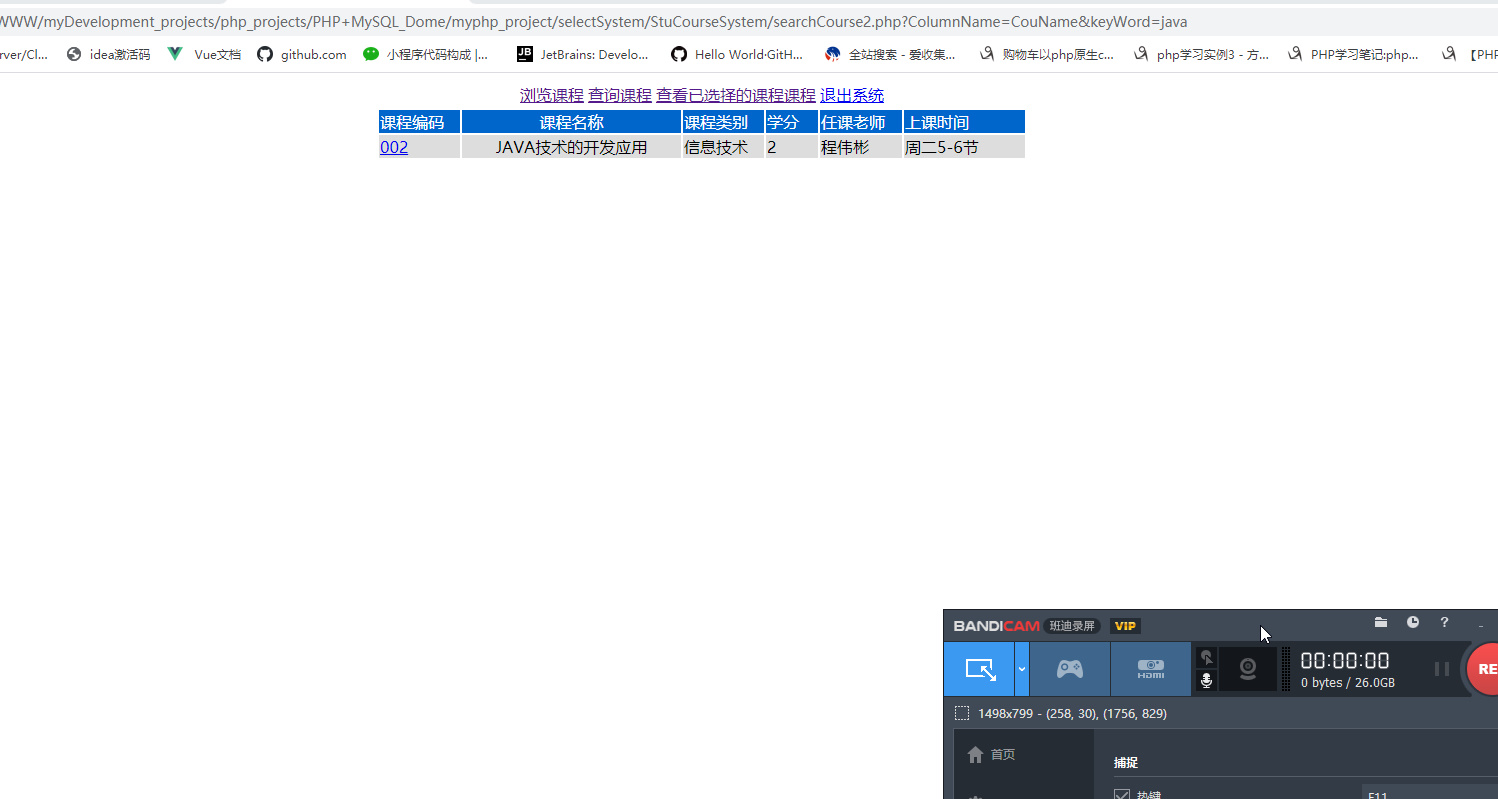 WWW/myDevelopment_projects/php_projects/PHP+MySQL_Dome/myphp_project/selectSystem/StuCourseSystem/searchCourse2.php?ColumnName=CouName&keyWord=java
rver/Cl... idea激活码 Vue文档 github.com 小程序代码构成 |... JetBrains: Develo... Hello World·GitH... 全站搜索 - 爱收集... 购物车以php原生c... php学习实例3 - 方... PHP学习笔记:php... 【PHP
浏览课程 查询课程 查看已选择的课程课程 退出系统
课程编码 课程名称 课程类别 学分 任课老师 上课时间
002 JAVA技术的开发应用 信息技术 2 程伟彬 周二5-6节
BANDICAM 班迪录屏 VIP
HDMI 00:00:00 RE
0 bytes / 26.0GB
1498x799 - (258, 30), (1756, 829)
首页
捕捉
热键 F11